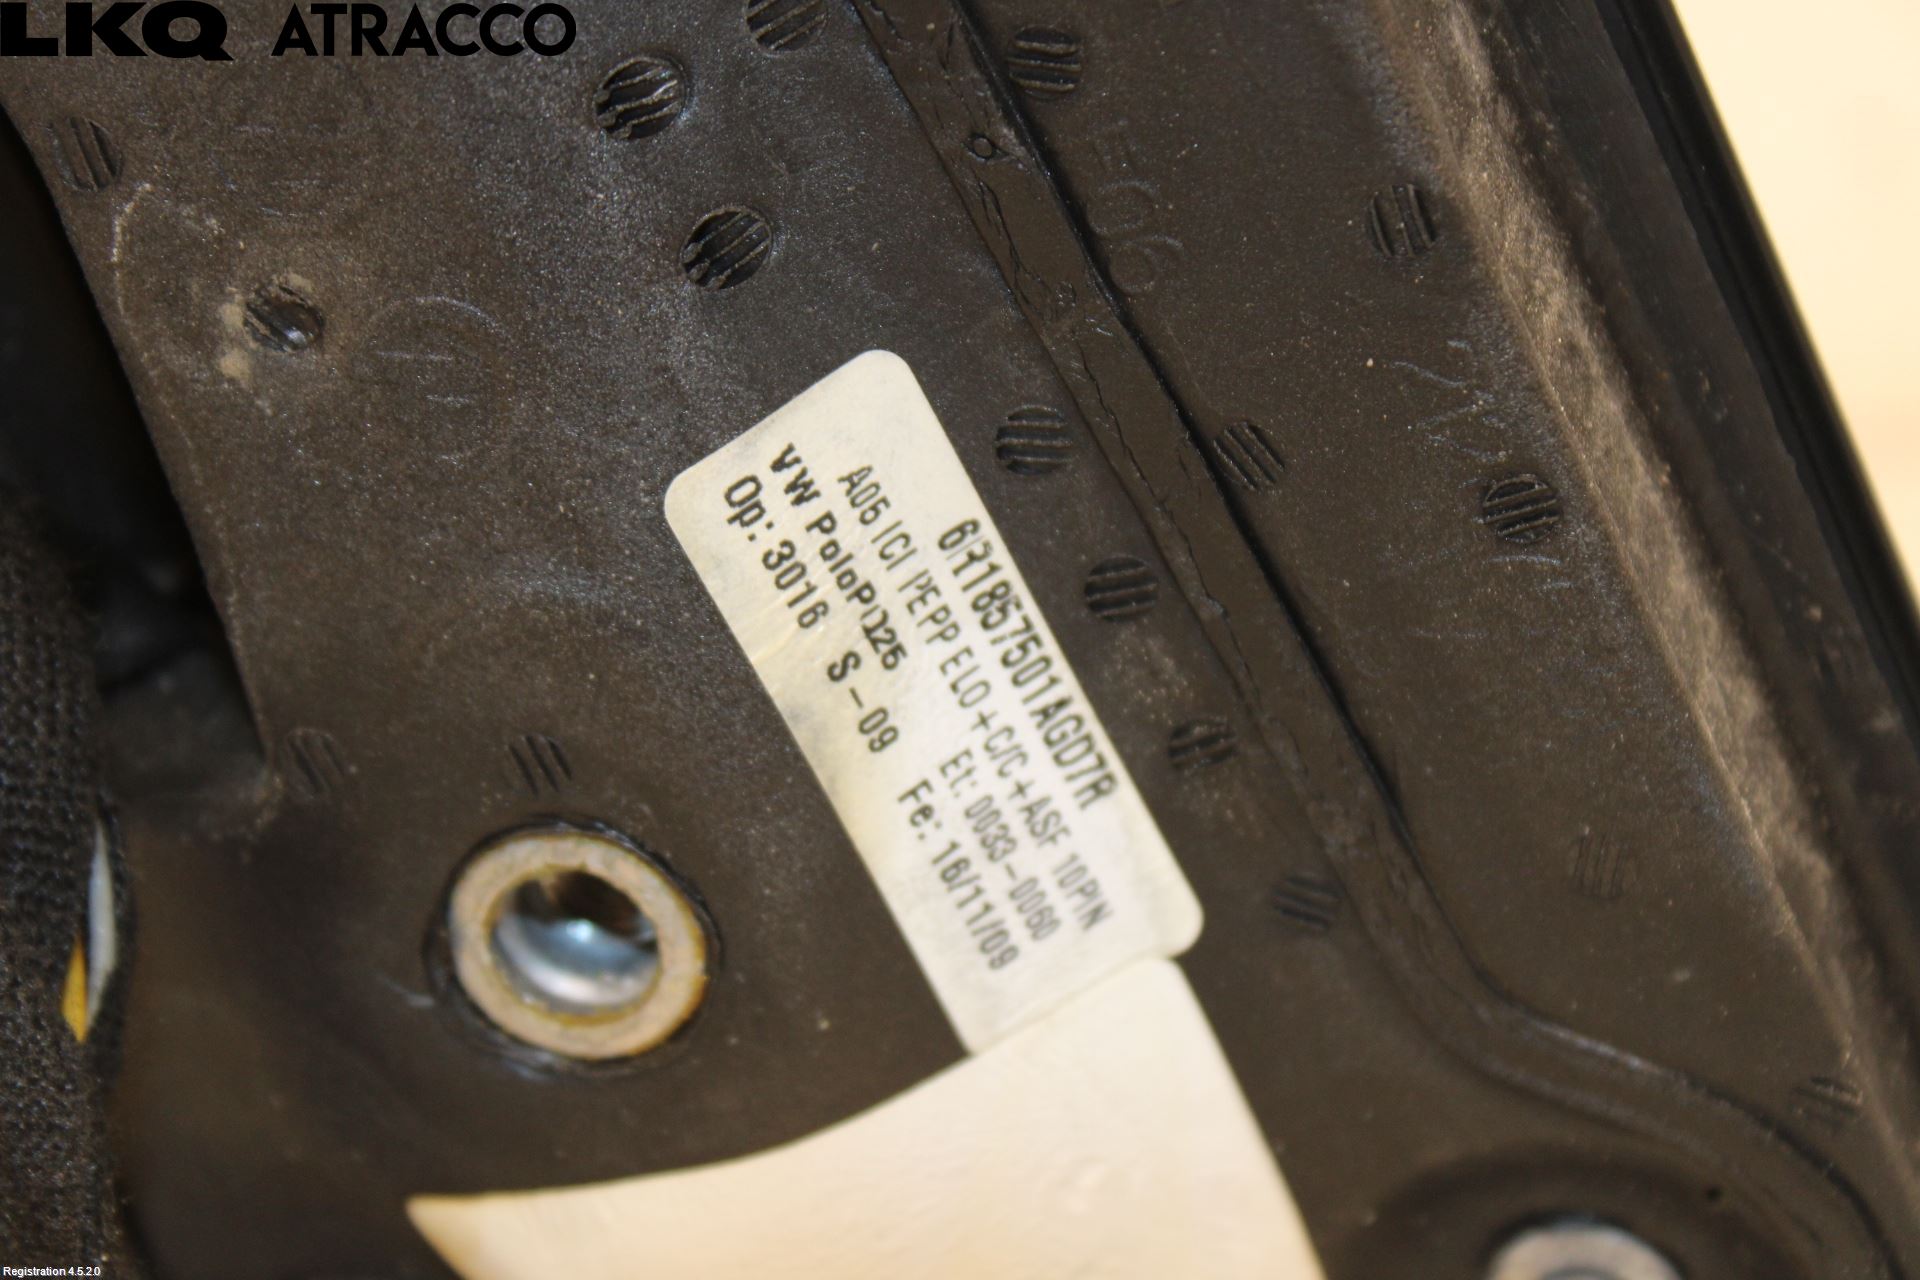 LKQ ATRACCO
6R1857501AGD7R
A05 ICI PEPP ELO+C/C+ASF 10PIN
VW PoloPQ25 Et: 0033-0060
Op: 3016 S-09 Fe: 16/11/09
Registration 4.5.2.0